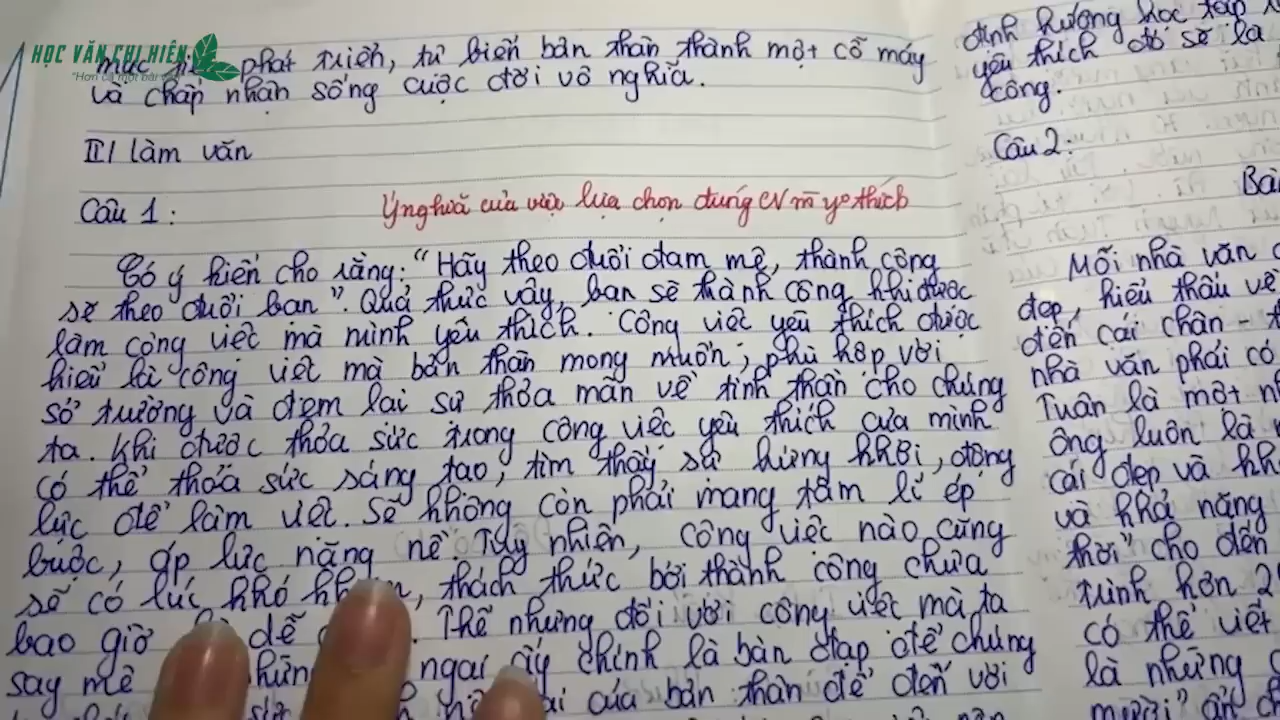 HỌC VĂN CHỊ HIÊN
"Hơn cả một bài
phát triển, tự biến bản thân thành một cỗ máy
và chấp nhận sống cuộc đời vô nghĩa.
II/ làm văn
Câu 1:
Ý nghĩa của việc lựa chọn đúng CV m̀ yº thích
Có ý kiến cho rằng: "Hãy theo đuổi đam mê, thành công
sẽ theo đuổi bạn". Quả thực vậy, bạn sẽ thành công khi được
làm công việc mà mình yêu thích. Công việc yêu thích được
hiểu là công việc mà bản thân mong muốn, phù hợp với
sở trường và đem lại sự thỏa mãn về tinh thần cho chúng
ta. Khi được thỏa sức trong công việc yêu thích của mình
có thể thỏa sức sáng tạo, tìm thấy sự hứng khởi, động
lực để làm việt. Sẽ không còn phải mang tâm lí ép
buộc, áp lực nặng nề. Tuy nhiên, công việc nào cũng
sẽ có lúc khó thách thức bởi thành công chưa
bao giờ dễ Thế nhưng đối với công việc mà ta
say mê ngại ấy chính là bàn đạp để chúng
của bản thân để đến với
định hướng học tập
yêu thích đó sẽ là
công.
Câu 2:
Mỗi nhà văn
đẹp, hiểu thấu về
đến cái chân -
nhà văn phải có
Tuân là một
ông luôn là
cái đẹp và
và khả năng
thời" cho đến
trình hơn
có thể viết
là những